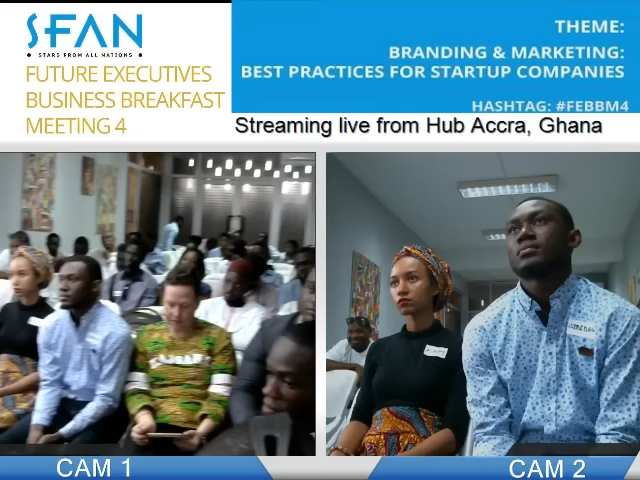 SFAN
STARS FROM ALL NATIONS
FUTURE EXECUTIVES
BUSINESS BREAKFAST
MEETING 4
THEME:
BRANDING & MARKETING:
BEST PRACTICES FOR STARTUP COMPANIES
HASHTAG: #FEBBM4
Streaming live from Hub Accra, Ghana
CAM 1
CAM 2